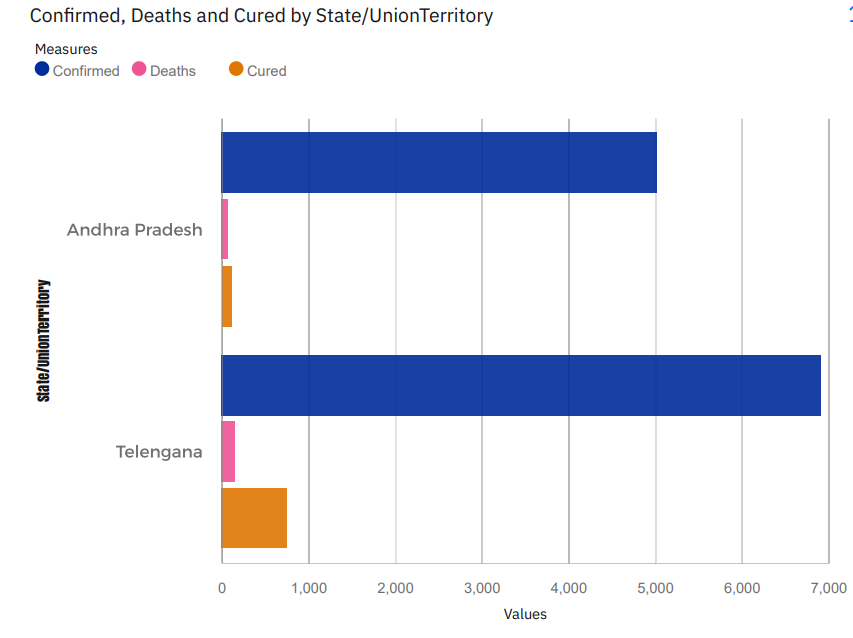 Confirmed, Deaths and Cured by State/UnionTerritory
Measures
Confirmed Deaths Cured
Andhra Pradesh
State/UnionTerritory
Telengana
0 1,000 2,000 3,000 4,000 5,000 6,000 7,000
Values